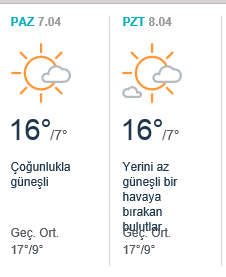 PAZ 7.04
16°/7°
Çoğunlukla
güneşli
Geç. Ort.
17°/9°
PZT 8.04
16°/7°
Yerini az
güneşli bir
havaya
bırakan
bulutlar
Geç. Ort.
17°/9°